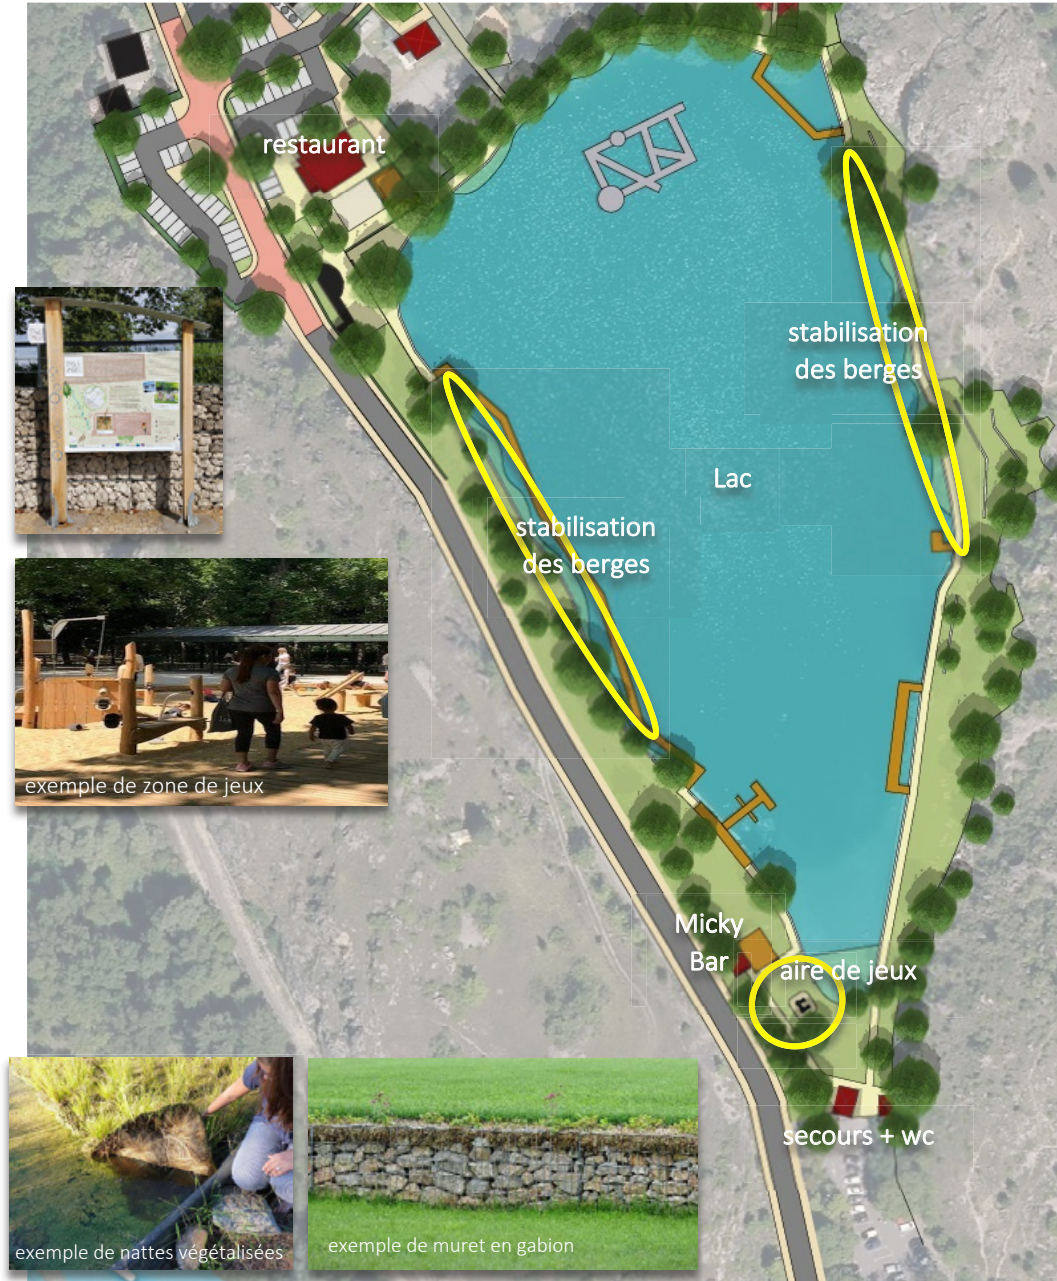 restaurant
stabilisation
des berges
Lac
stabilisation
des berges
exemple de zone de jeux
Micky
Bar
aire de jeux
secours + wc
exemple de nattes végétalisées
exemple de muret en gabion